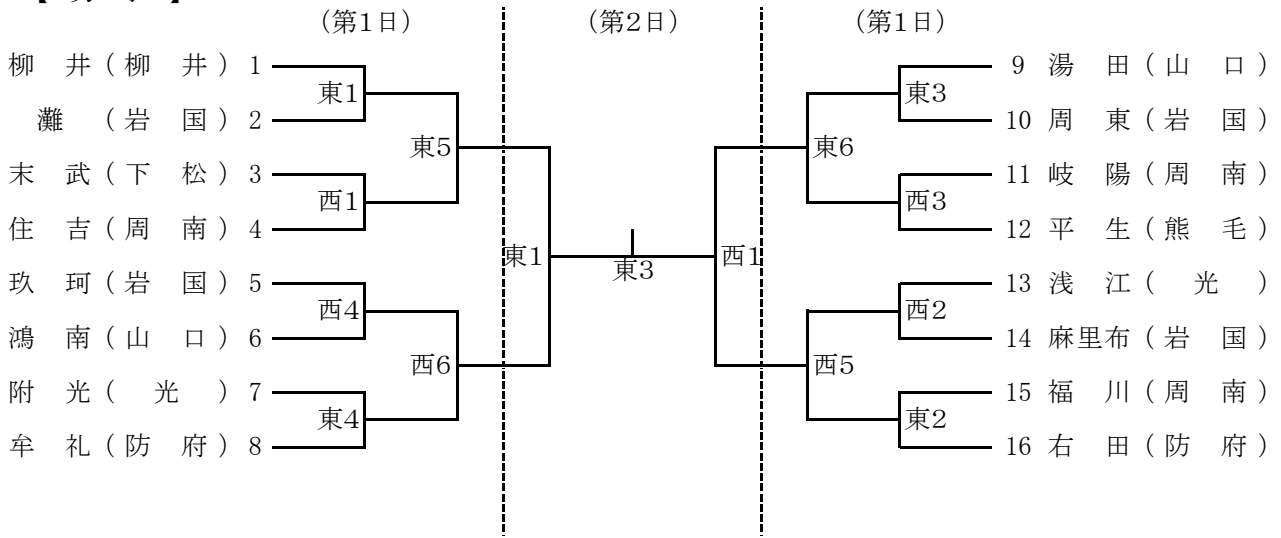 (第1日) (第2日) (第1日)
柳 井 ( 柳 井 ) 1
東1
灘 ( 岩 国 ) 2
東5
末 武 ( 下 松 ) 3
西1
住 吉 ( 周 南 ) 4
東1
玖 珂 ( 岩 国 ) 5
西4
鴻 南 ( 山 口 ) 6
西6
附 光 ( 光 ) 7
東4
牟 礼 ( 防 府 ) 8
東3
9 湯 田 ( 山 口 )
東3
10 周 東 ( 岩 国 )
東6
11 岐 陽 ( 周 南 )
西3
12 平 生 ( 熊 毛 )
西1
13 浅 江 ( 光 )
西2
14 麻里布 ( 岩 国 )
西5
15 福 川 ( 周 南 )
東2
16 右 田 ( 防 府 )